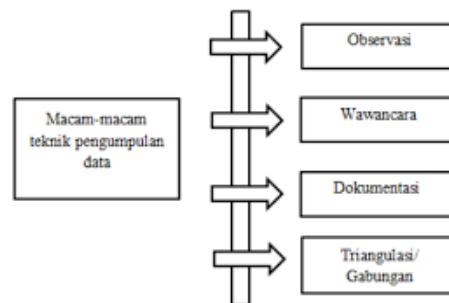 Macam-macam
teknik pengumpulan
data
Observasi
Wawancara
Dokumentasi
Triangulasi/
Gabungan